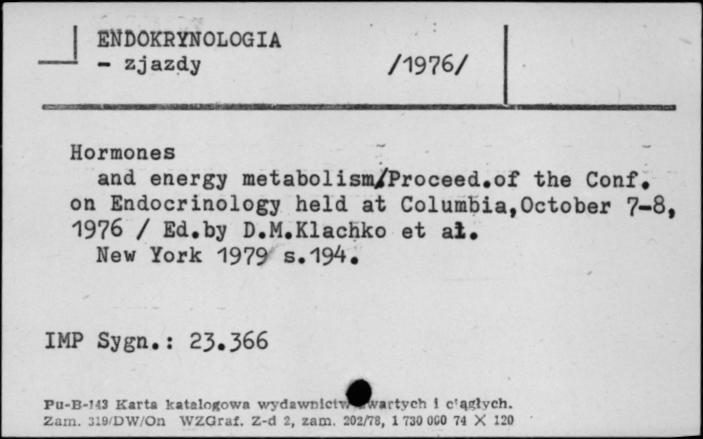 ENDOKRYNOLOGIA
- zjazdy /1976/
Hormones
and energy metabolism/Proceed.of the Conf.
on Endocrinology held at Columbia,October 7-8,
1976 / Ed.by D.M.Klachko et al.
New York 1979 s.194.
IMP Sygn.: 23.366
Pu-B-143 Karta katalogowa wydawnictw zwartych i ciągłych.
Zam. 319/DW/On WZGraf. Z-d 2, zam. 202/78, 1 730 000 74 X 120